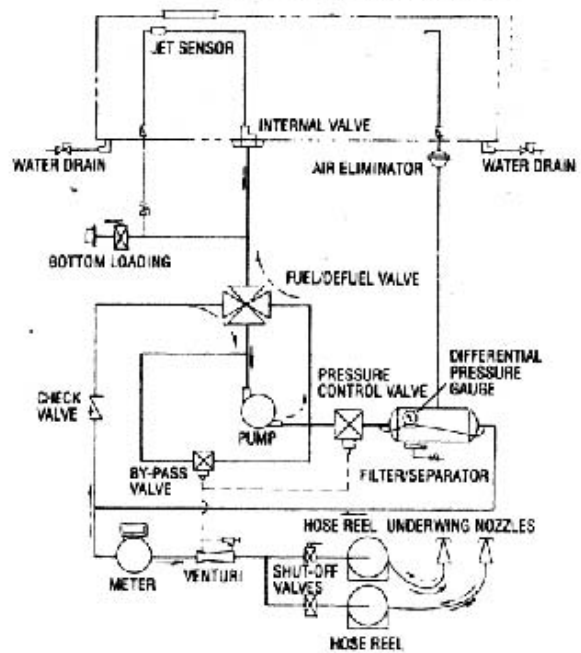 JET SENSOR
INTERNAL VALVE
WATER DRAIN
AIR ELIMINATOR
WATER DRAIN
BOTTOM LOADING
FUEL/DEFUEL VALVE
DIFFERENTIAL
PRESSURE
GAUGE
PRESSURE
CONTROL VALVE
CHECK
VALVE
PUMP
BY-PASS
VALVE
FILTER/SEPARATOR
HOSE REEL
UNDERWING NOZZLES
METER
VENTURI
SHUT-OFF
VALVES
HOSE REEL